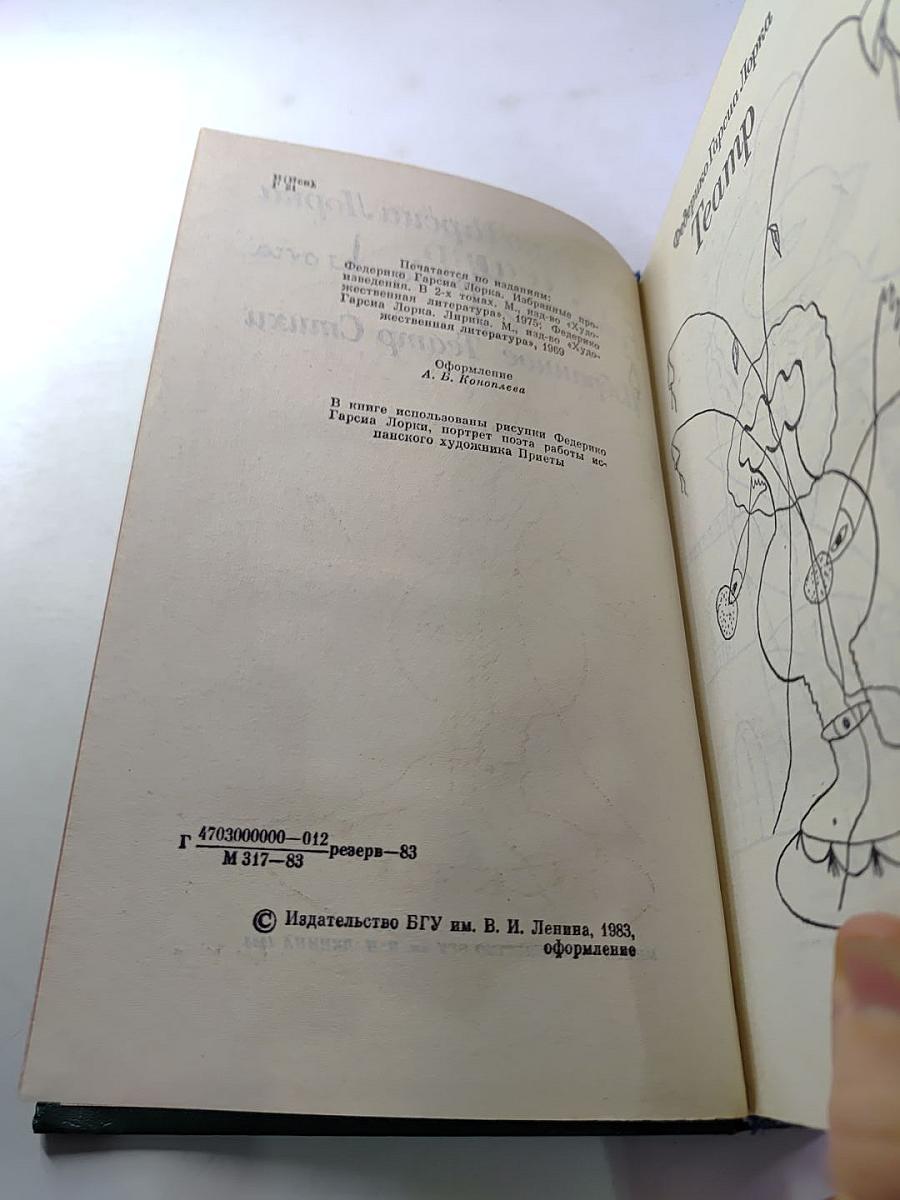 И(Исп)
Г 21
Печатается по изданиям:
Федерико Гарсиа Лорка. Избранные про-
изведения. В 2-х томах. М., изд-во «Худо-
жественная литература», 1975; Федерико
Гарсиа Лорка. Лирика. М., изд-во «Худо-
жественная литература», 1969
Оформление
А. Б. Коноплева
В книге использованы рисунки Федерико
Гарсиа Лорки, портрет поэта работы ис-
панского художника Приеты
Г 4703000000—012 резерв—83
М 317—83
© Издательство БГУ им. В. И. Ленина, 1983,
оформление
Федерико Гарсиа Лорка
Театр